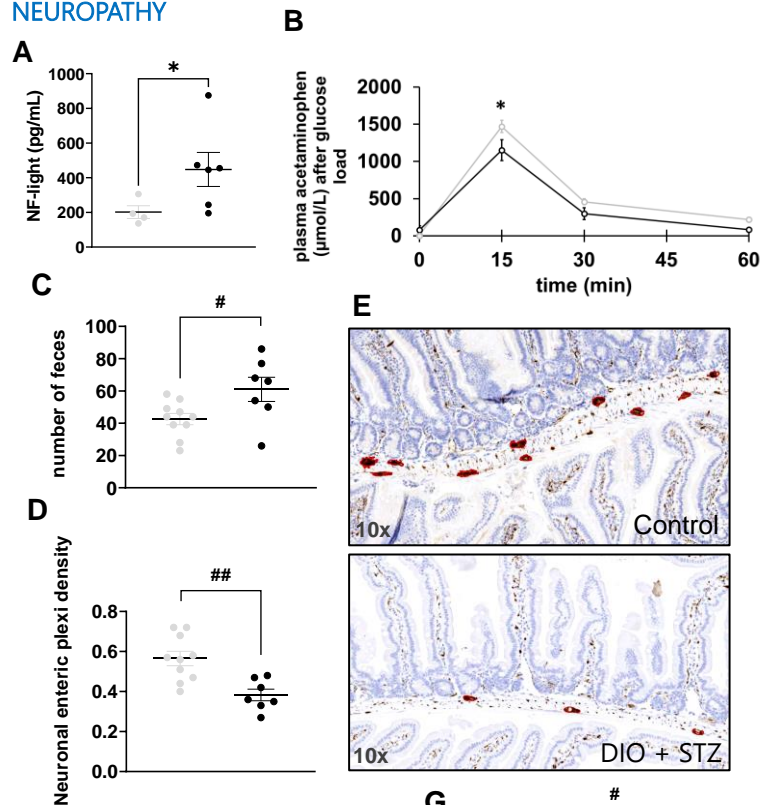 NEUROPATHY
A
NF-light (pg/mL)
1000
800
600
400
200
0
*
B
plasma acetaminophen
(µmol/L) after glucose
load
2000
1500
1000
500
0
*
0 15 30 45 60
time (min)
C
number of feces
100
80
60
40
20
0
#
D
Neuronal enteric plexi density
0.8
0.6
0.4
0.2
0.0
##
E
10x
Control
10x
DIO + STZ
G
#